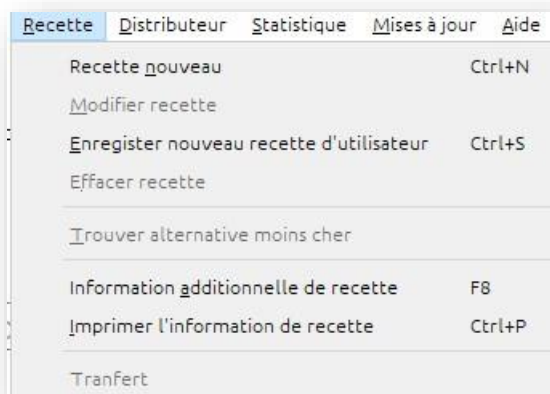 Recette Distributeur Statistique Mises à jour Aide
Recette nouveau Ctrl+N
Modifier recette
Enregister nouveau recette d'utilisateur Ctrl+S
Effacer recette
Trouver alternative moins cher
Information additionnelle de recette F8
Imprimer l'information de recette Ctrl+P
Tranfert